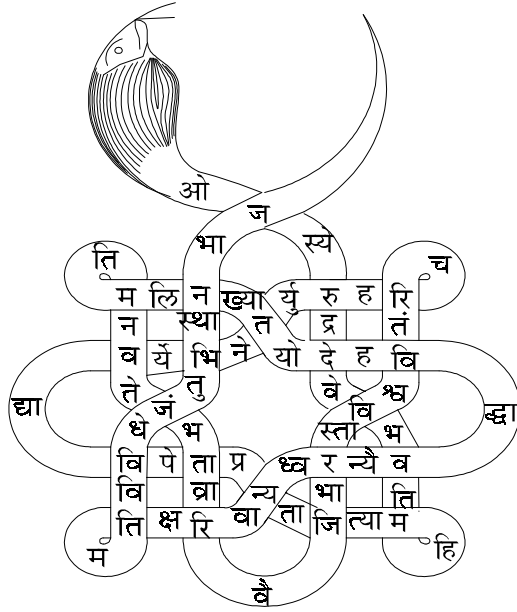 ओ
ज
भा स्ये
ति च
म लि न ख्या र्यु रु ह रि
न स्था त द्र तं
व र्ये भि ने यो दे ह वि
ते तु वे श्व
द्या जं वि द्धा
धे भ स्ता भ
वि पे ता प्र ध्व र न्यै व
वि व्रा न्य भा ति
ति क्ष रि वा ता जि त्या म
म हि
वै